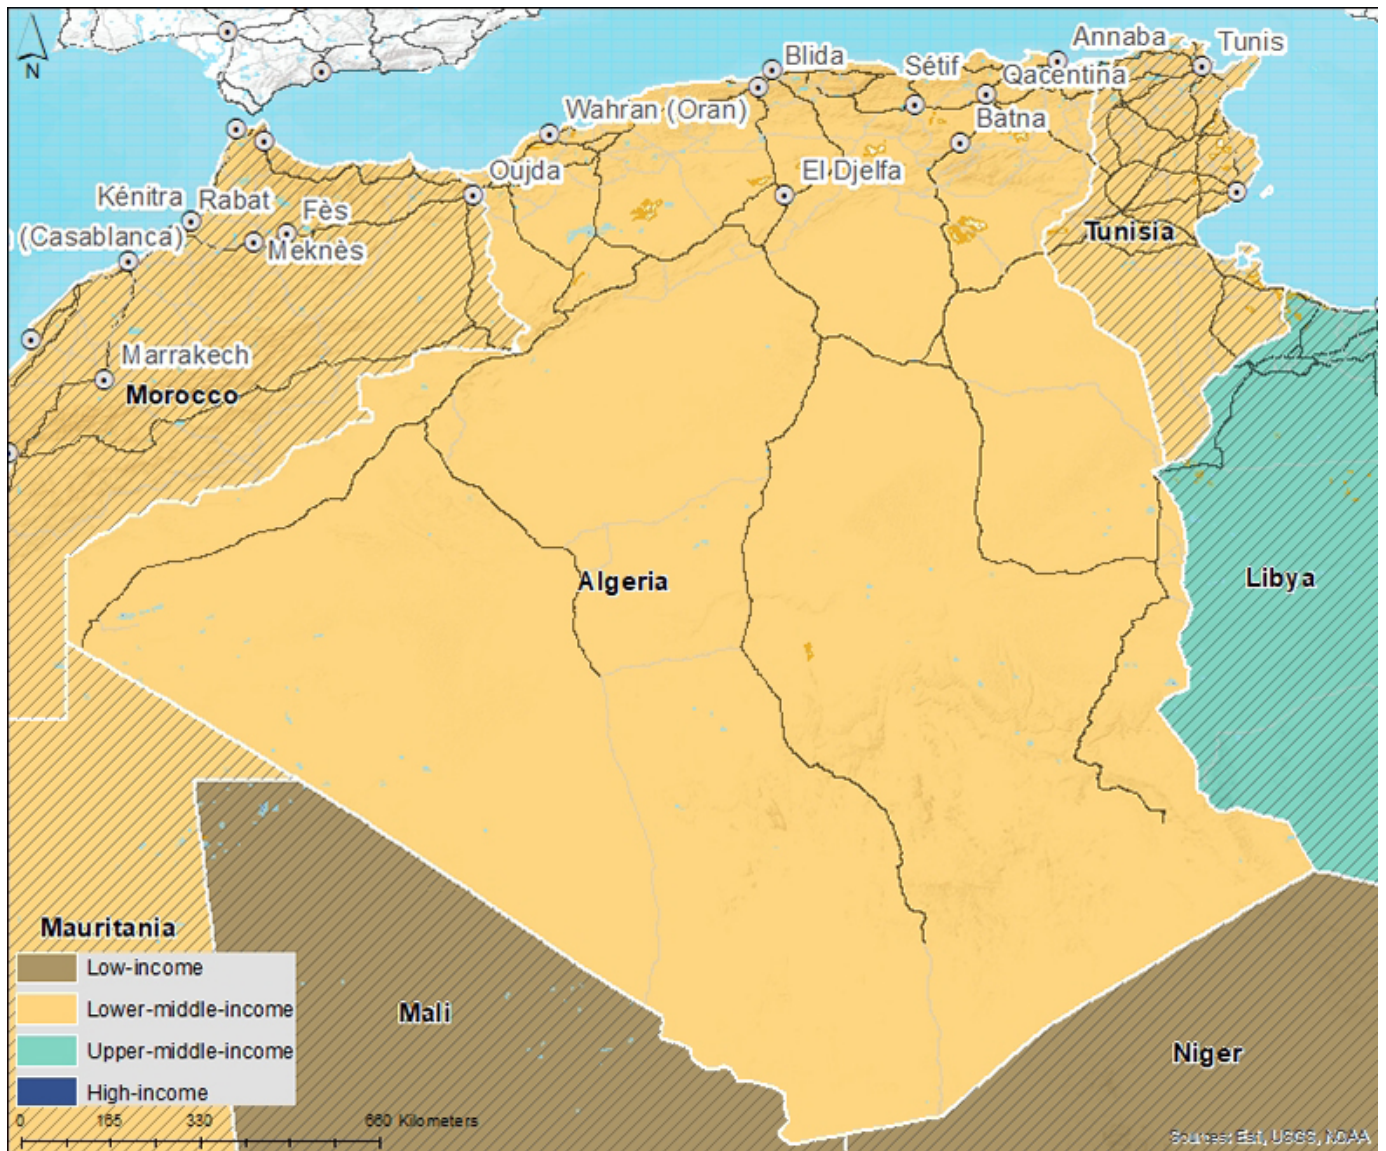 N
Blida
Annaba
Tunis
Sétif
Qacentina
Wahran (Oran)
Batna
Oujda
El Djelfa
Kénitra
Rabat
Fès
(Casablanca)
Meknès
Tunisia
Marrakech
Morocco
Algeria
Libya
Mauritania
Mali
Niger
Low-income
Lower-middle-income
Upper-middle-income
High-income
0 165 330 660 Kilometers
Sources: Esri, USGS, NOAA